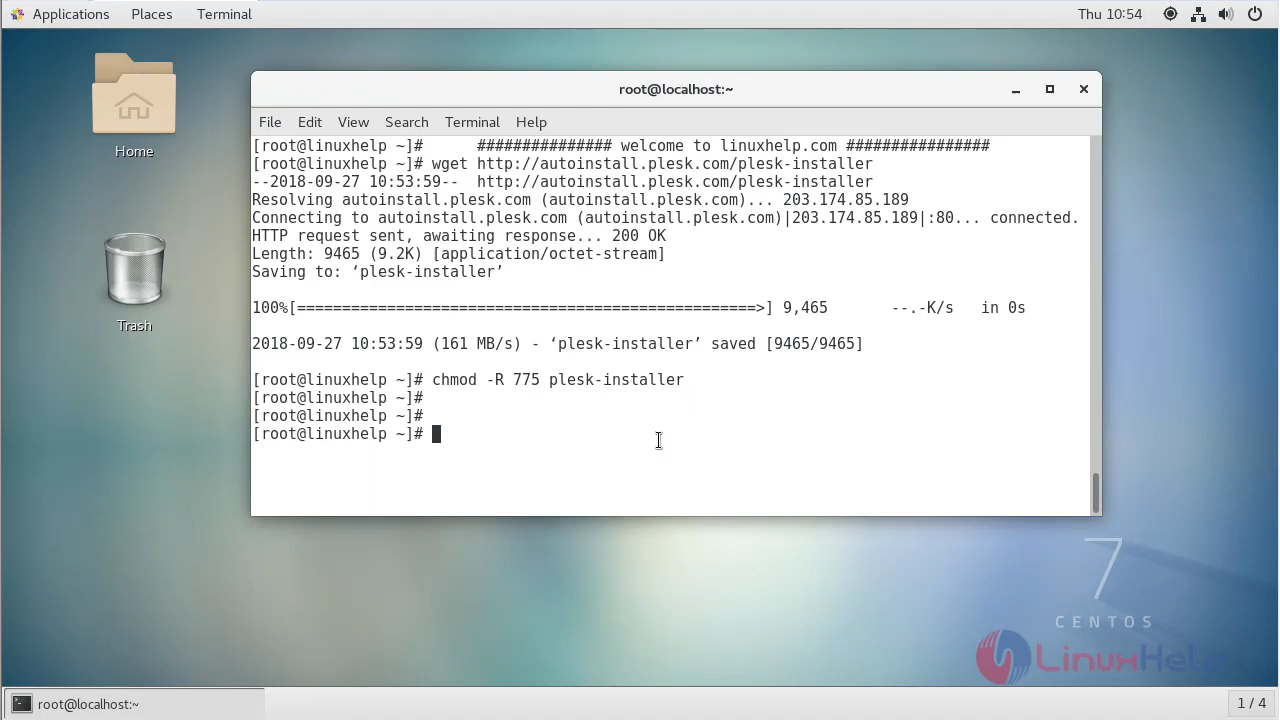 Applications Places Terminal Thu 10:54
Home
Trash
root@localhost:~
File Edit View Search Terminal Help
[root@linuxhelp ~]#      ############### welcome to linuxhelp.com ################
[root@linuxhelp ~]# wget http://autoinstall.plesk.com/plesk-installer
--2018-09-27 10:53:59--  http://autoinstall.plesk.com/plesk-installer
Resolving autoinstall.plesk.com (autoinstall.plesk.com)... 203.174.85.189
Connecting to autoinstall.plesk.com (autoinstall.plesk.com)|203.174.85.189|:80... connected.
HTTP request sent, awaiting response... 200 OK
Length: 9465 (9.2K) [application/octet-stream]
Saving to: ‘plesk-installer’
100%[===================================================>] 9,465       --.-K/s   in 0s
2018-09-27 10:53:59 (161 MB/s) - ‘plesk-installer’ saved [9465/9465]
[root@linuxhelp ~]# chmod -R 775 plesk-installer
[root@linuxhelp ~]#
[root@linuxhelp ~]#
[root@linuxhelp ~]#
7
CENTOS
LinuxHelp
root@localhost:~ 1 / 4